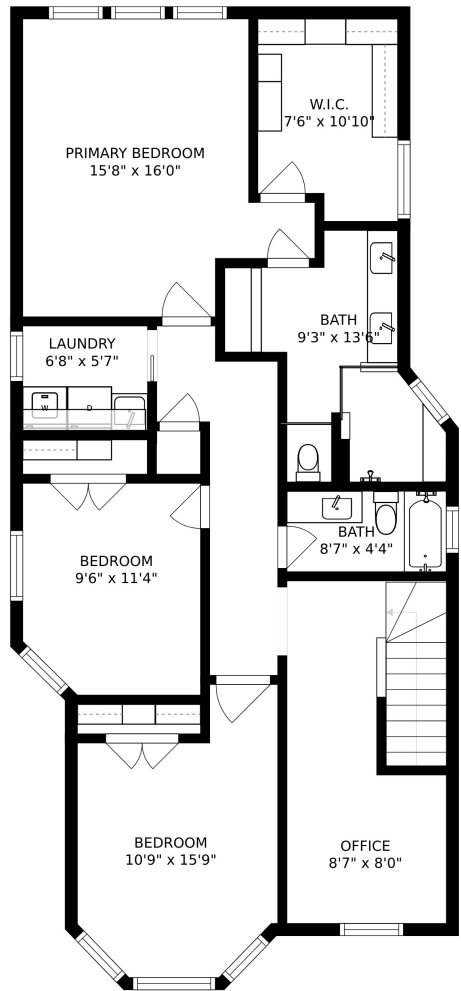 W.I.C.
7'6" x 10'10"
PRIMARY BEDROOM
15'8" x 16'0"
BATH
9'3" x 13'6"
LAUNDRY
6'8" x 5'7"
W
D
BATH
8'7" x 4'4"
BEDROOM
9'6" x 11'4"
BEDROOM
10'9" x 15'9"
OFFICE
8'7" x 8'0"